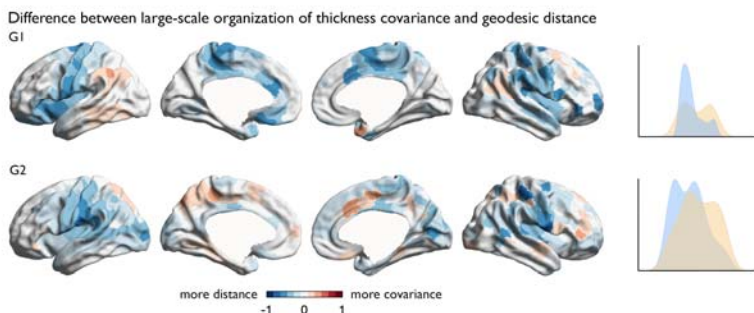 Difference between large-scale organization of thickness covariance and geodesic distance
G1
G2
more distance more covariance
-1 0 1